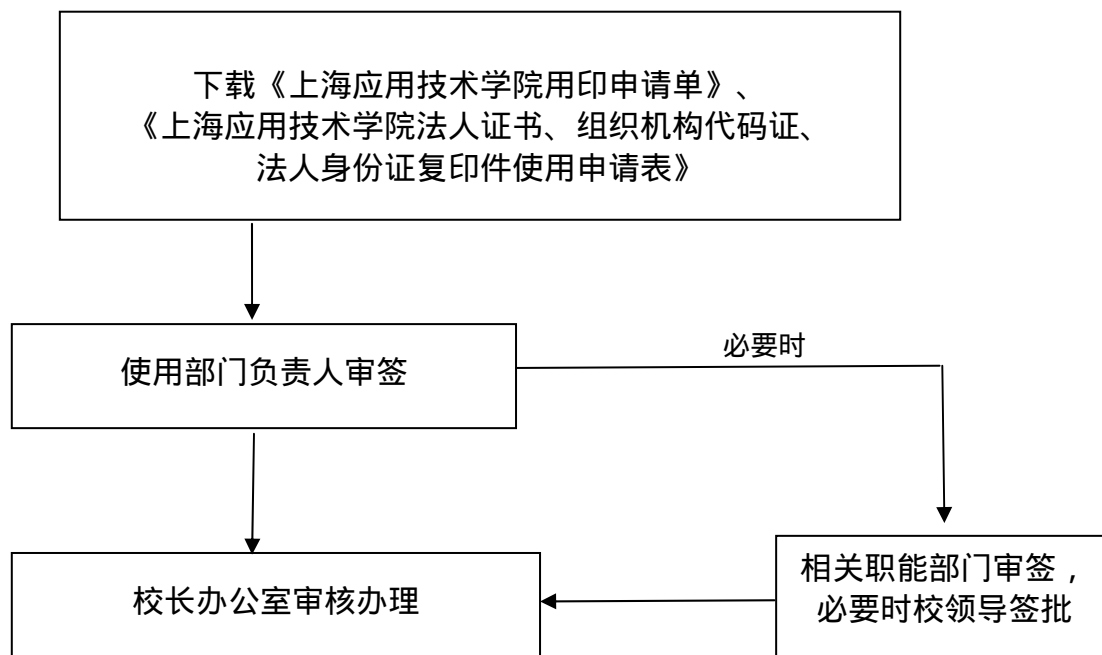 下载《上海应用技术学院用印申请单》、
《上海应用技术学院法人证书、组织机构代码证、
法人身份证复印件使用申请表》
使用部门负责人审签
必要时
校长办公室审核办理
相关职能部门审签，
必要时校领导签批